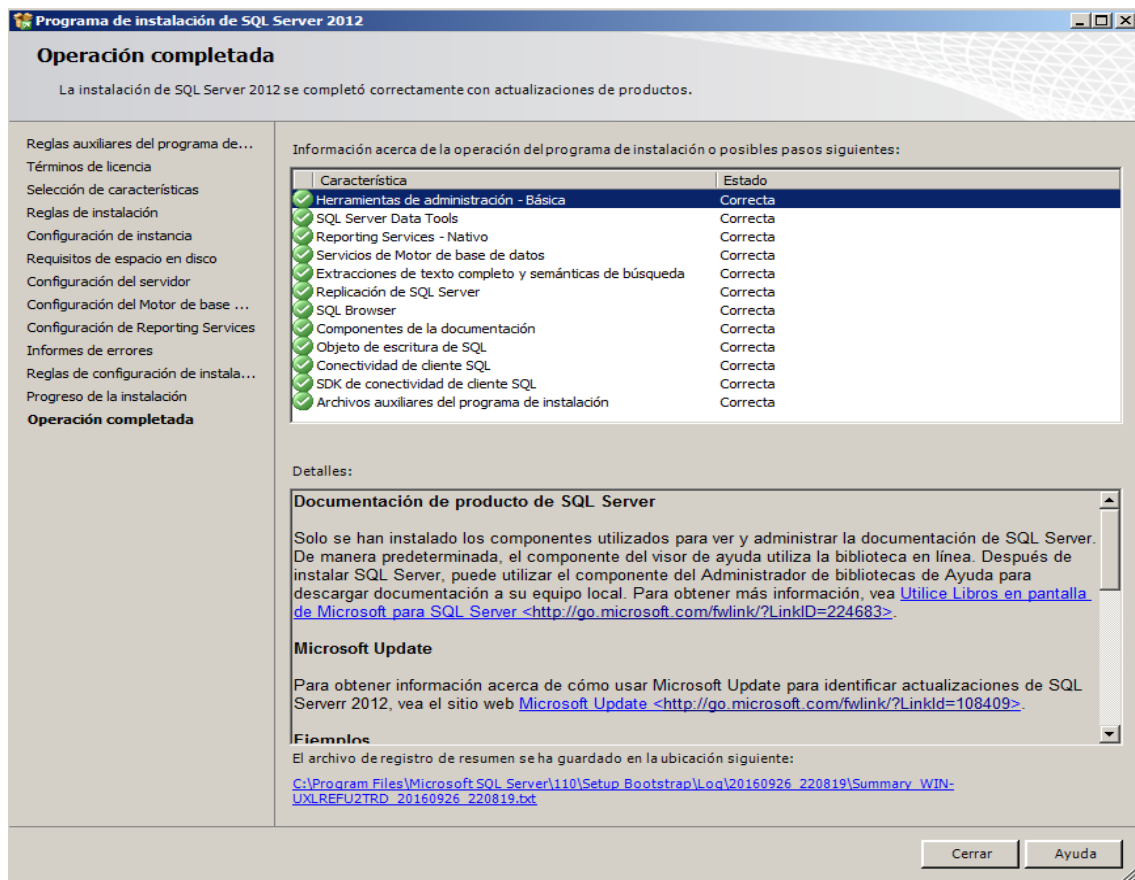 Programa de instalación de SQL Server 2012
Operación completada
La instalación de SQL Server 2012 se completó correctamente con actualizaciones de productos.
Reglas auxiliares del programa de...
Términos de licencia
Selección de características
Reglas de instalación
Configuración de instancia
Requisitos de espacio en disco
Configuración del servidor
Configuración del Motor de base ...
Configuración de Reporting Services
Informes de errores
Reglas de configuración de instala...
Progreso de la instalación
Operación completada
Información acerca de la operación del programa de instalación o posibles pasos siguientes:
Característica Estado
Herramientas de administración - Básica Correcta
SQL Server Data Tools Correcta
Reporting Services - Nativo Correcta
Servicios de Motor de base de datos Correcta
Extracciones de texto completo y semánticas de búsqueda Correcta
Replicación de SQL Server Correcta
SQL Browser Correcta
Componentes de la documentación Correcta
Objeto de escritura de SQL Correcta
Conectividad de cliente SQL Correcta
SDK de conectividad de cliente SQL Correcta
Archivos auxiliares del programa de instalación Correcta
Detalles:
Documentación de producto de SQL Server
Solo se han instalado los componentes utilizados para ver y administrar la documentación de SQL Server.
De manera predeterminada, el componente del visor de ayuda utiliza la biblioteca en línea. Después de
instalar SQL Server, puede utilizar el componente del Administrador de bibliotecas de Ayuda para
descargar documentación a su equipo local. Para obtener más información, vea Utilice Libros en pantalla
de Microsoft para SQL Server <http://go.microsoft.com/fwlink/?LinkID=224683>.
Microsoft Update
Para obtener información acerca de cómo usar Microsoft Update para identificar actualizaciones de SQL
Serverr 2012, vea el sitio web Microsoft Update <http://go.microsoft.com/fwlink/?LinkId=108409>.
Ejemplos
El archivo de registro de resumen se ha guardado en la ubicación siguiente:
C:\Program Files\Microsoft SQL Server\110\Setup Bootstrap\Log\20160926_220819\Summary_WIN-
UXLREFU2TRD_20160926_220819.txt
Cerrar
Ayuda